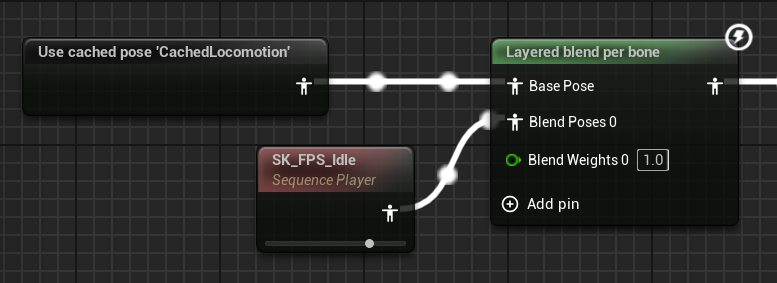 Use cached pose 'CachedLocomotion'
Layered blend per bone
Base Pose
Blend Poses 0
SK_FPS_Idle
Sequence Player
Blend Weights 0 1.0
Add pin